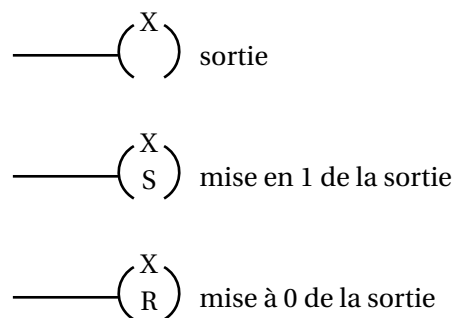 X
sortie
X
S mise en 1 de la sortie
X
R mise à 0 de la sortie